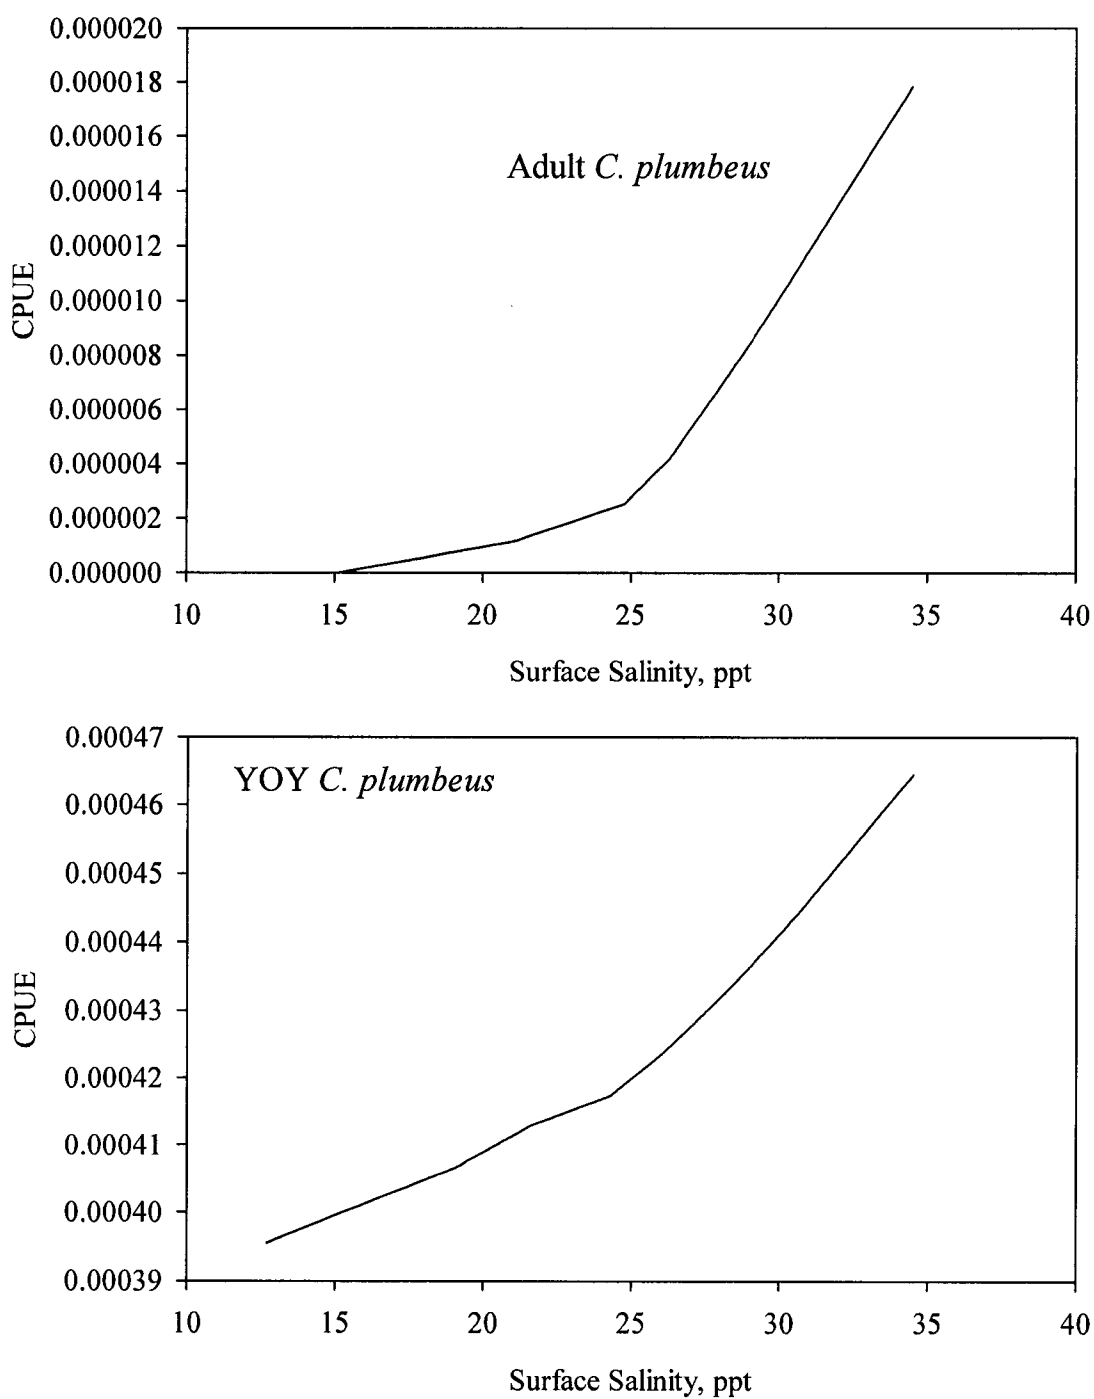 0.000020
0.000018
0.000016
Adult C. plumbeus
0.000014
0.000012
CPUE
0.000010
0.000008
0.000006
0.000004
0.000002
0.000000
10 15 20 25 30 35 40
Surface Salinity, ppt
0.00047
YOY C. plumbeus
0.00046
0.00045
0.00044
CPUE
0.00043
0.00042
0.00041
0.00040
0.00039
10 15 20 25 30 35 40
Surface Salinity, ppt